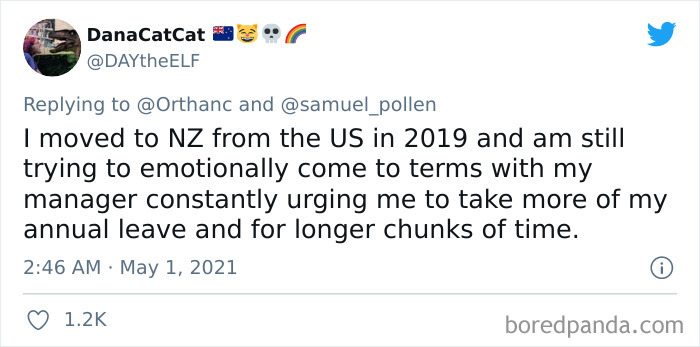 DanaCatCat 🇳🇿😸💀🌈
@DAYtheELF
Replying to @Orthanc and @samuel_pollen
I moved to NZ from the US in 2019 and am still
trying to emotionally come to terms with my
manager constantly urging me to take more of my
annual leave and for longer chunks of time.
2:46 AM · May 1, 2021
1.2K
boredpanda.com